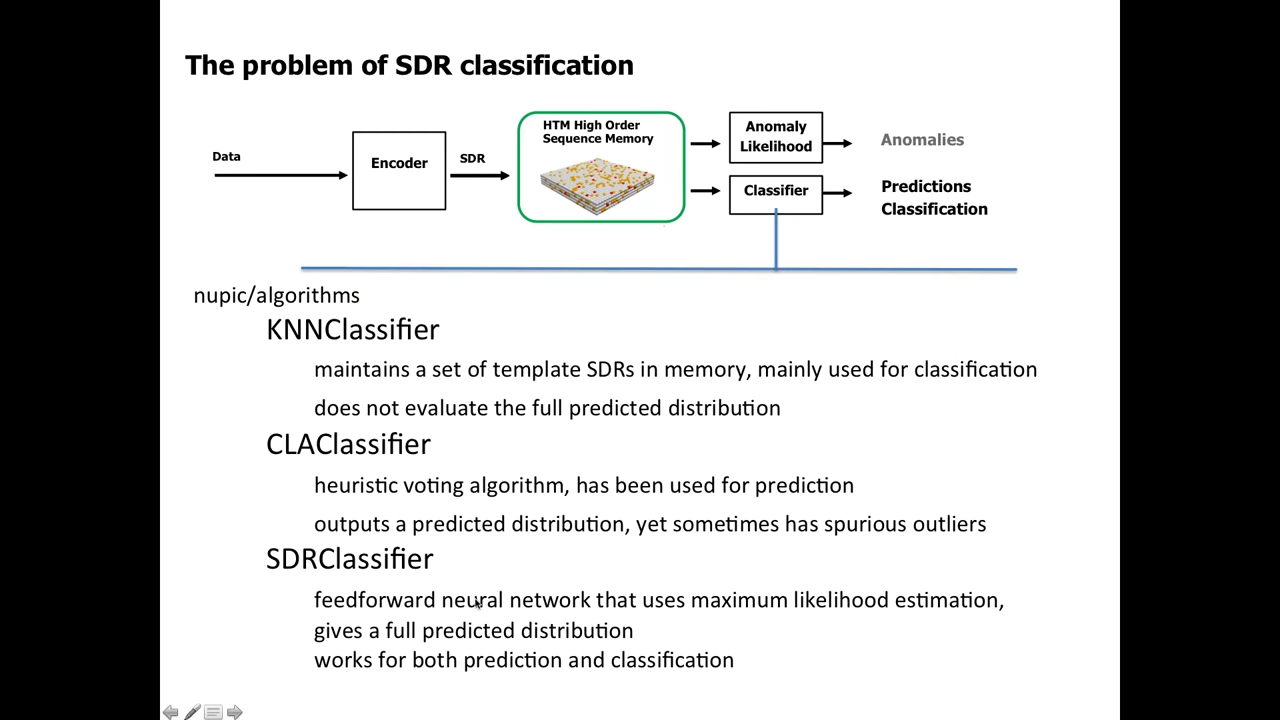 The problem of SDR classification
Data
Encoder
SDR
HTM High Order
Sequence Memory
Anomaly
Likelihood
Anomalies
Classifier
Predictions
Classification
nupic/algorithms
KNNClassifier
maintains a set of template SDRs in memory, mainly used for classification
does not evaluate the full predicted distribution
CLAClassifier
heuristic voting algorithm, has been used for prediction
outputs a predicted distribution, yet sometimes has spurious outliers
SDRClassifier
feedforward neural network that uses maximum likelihood estimation,
gives a full predicted distribution
works for both prediction and classification